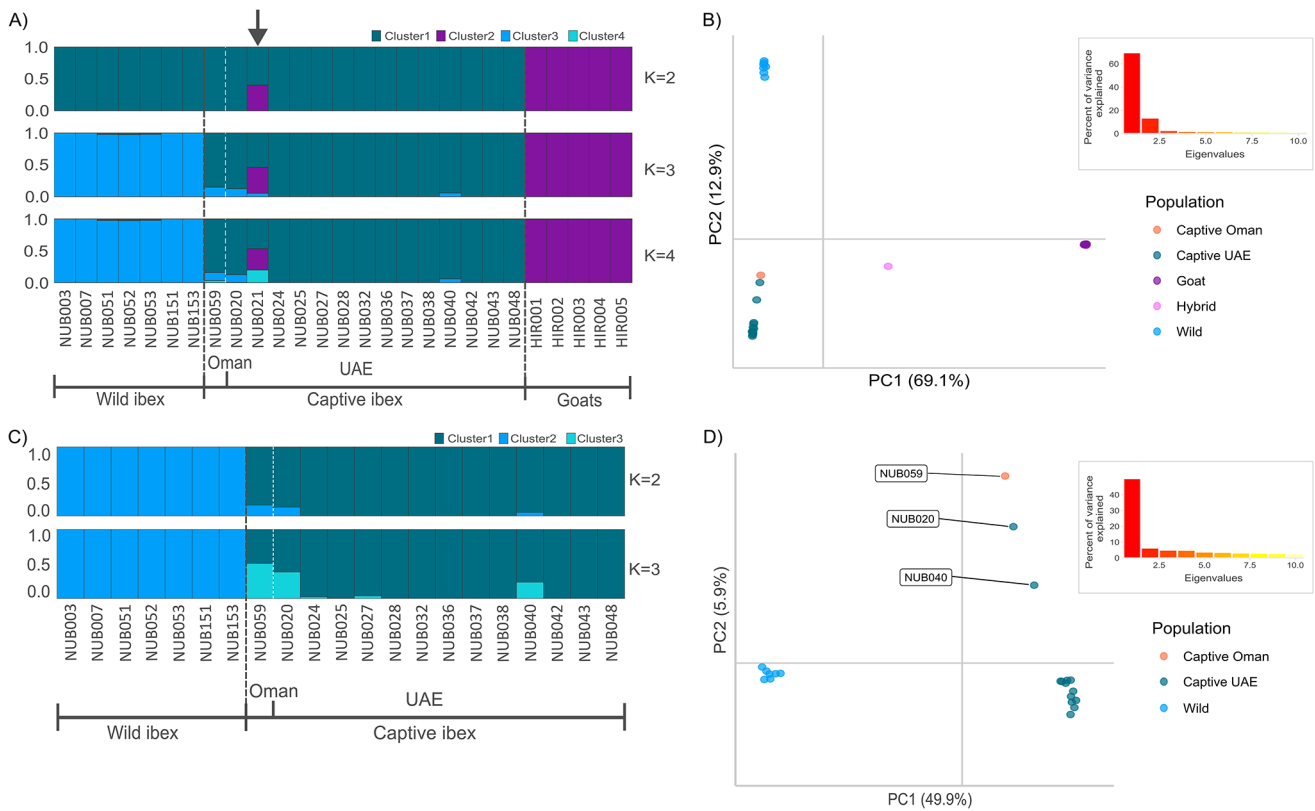 A)
Cluster1 Cluster2 Cluster3 Cluster4
1.0
0.5
0.0
K=2
1.0
0.5
0.0
K=3
1.0
0.5
0.0
K=4
NUB003 NUB007 NUB051 NUB052 NUB053 NUB151 NUB153 NUB059 NUB020 NUB021 NUB024 NUB025 NUB027 NUB028 NUB032 NUB036 NUB037 NUB038 NUB040 NUB042 NUB043 NUB048 HIR001 HIR002 HIR003 HIR004 HIR005
Oman UAE
Wild ibex Captive ibex Goats
B)
PC2 (12.9%)
PC1 (69.1%)
Percent of variance
explained
60
40
20
0
2.5 5.0 7.5 10.0
Eigenvalues
Population
Captive Oman
Captive UAE
Goat
Hybrid
Wild
C)
Cluster1 Cluster2 Cluster3
1.0
0.5
0.0
K=2
1.0
0.5
0.0
K=3
NUB003 NUB007 NUB051 NUB052 NUB053 NUB151 NUB153 NUB059 NUB020 NUB024 NUB025 NUB027 NUB028 NUB032 NUB036 NUB037 NUB038 NUB040 NUB042 NUB043 NUB048
Oman UAE
Wild ibex Captive ibex
D)
NUB059
NUB020
NUB040
PC2 (5.9%)
PC1 (49.9%)
Percent of variance
explained
40
30
20
10
0
2.5 5.0 7.5 10.0
Eigenvalues
Population
Captive Oman
Captive UAE
Wild